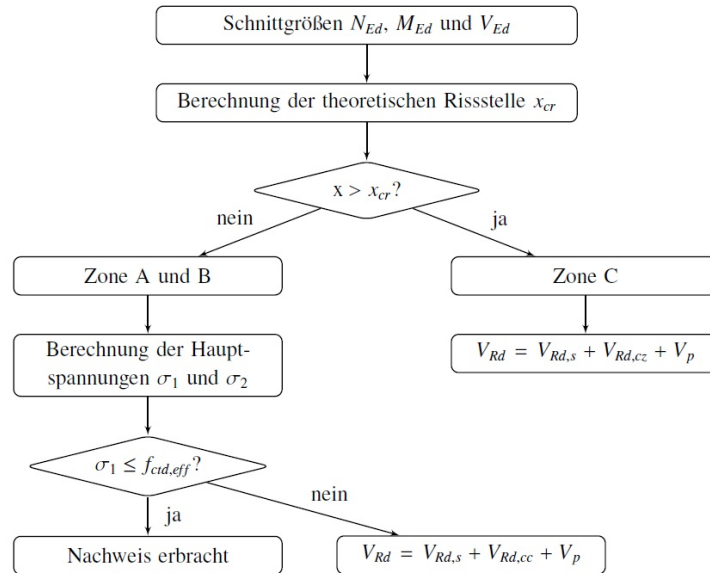 Schnittgrößen N_Ed, M_Ed und V_Ed
Berechnung der theoretischen Rissstelle x_cr
x > x_cr?
nein
ja
Zone A und B
Zone C
Berechnung der Haupt-
spannungen σ_1 und σ_2
V_Rd = V_Rd,s + V_Rd,cz + V_p
σ_1 ≤ f_ctd,eff?
nein
ja
Nachweis erbracht
V_Rd = V_Rd,s + V_Rd,cc + V_p